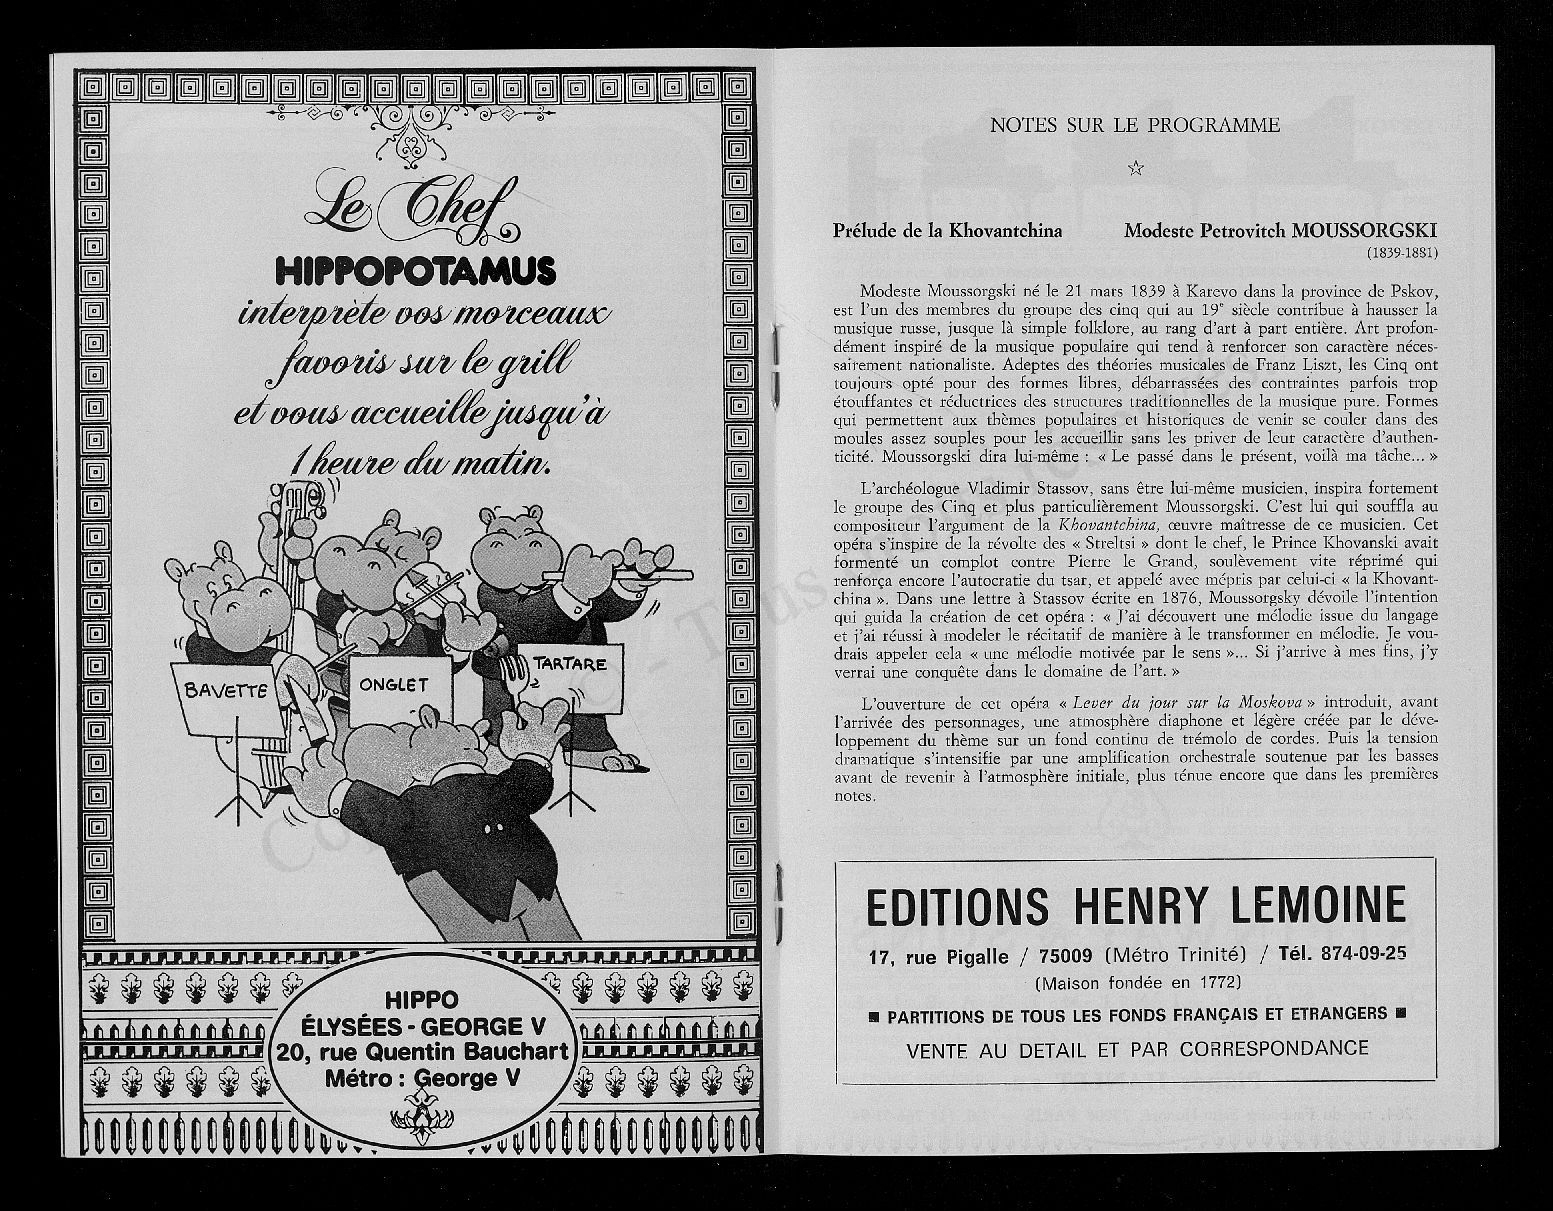 Le Chef
HIPPOPOTAMUS
interprète vos morceaux
favoris sur le grill
et vous accueille jusqu'à
1 heure du matin.
BAVETTE
ONGLET
TARTARE
HIPPO
ÉLYSÉES - GEORGE V
20, rue Quentin Bauchart
Métro : George V
NOTES SUR LE PROGRAMME
Prélude de la Khovantchina Modeste Petrovitch MOUSSORGSKI
(1839-1881)
Modeste Moussorgski né le 21 mars 1839 à Karevo dans la province de Pskov,
est l'un des membres du groupe des cinq qui au 19e siècle contribue à hausser la
musique russe, jusque là simple folklore, au rang d'art à part entière. Art profon-
dément inspiré de la musique populaire qui tend à renforcer son caractère néces-
sairement nationaliste. Adeptes des théories musicales de Franz Liszt, les Cinq ont
toujours opté pour des formes libres, débarrassées des contraintes parfois trop
étouffantes et réductrices des structures traditionnelles de la musique pure. Formes
qui permettent aux thèmes populaires et historiques de venir se couler dans des
moules assez souples pour les accueillir sans les priver de leur caractère d'authen-
ticité. Moussorgski dira lui-même : « Le passé dans le présent, voilà ma tâche... »
L'archéologue Vladimir Stassov, sans être lui-même musicien, inspira fortement
le groupe des Cinq et plus particulièrement Moussorgski. C'est lui qui souffla au
compositeur l'argument de la Khovantchina, œuvre maîtresse de ce musicien. Cet
opéra s'inspire de la révolte des « Streltsi » dont le chef, le Prince Khovanski avait
formenté un complot contre Pierre le Grand, soulèvement vite réprimé qui
renforça encore l'autocratie du tsar, et appelé avec mépris par celui-ci « la Khovant-
china ». Dans une lettre à Stassov écrite en 1876, Moussorgsky dévoile l'intention
qui guida la création de cet opéra : « J'ai découvert une mélodie issue du langage
et j'ai réussi à modeler le récitatif de manière à le transformer en mélodie. Je vou-
drais appeler cela « une mélodie motivée par le sens »... Si j'arrive à mes fins, j'y
verrai une conquête dans le domaine de l'art. »
L'ouverture de cet opéra « Lever du jour sur la Moskova » introduit, avant
l'arrivée des personnages, une atmosphère diaphone et légère créée par le déve-
loppement du thème sur un fond continu de trémolo de cordes. Puis la tension
dramatique s'intensifie par une amplification orchestrale soutenue par les basses
avant de revenir à l'atmosphère initiale, plus ténue encore que dans les premières
notes.
EDITIONS HENRY LEMOINE
17, rue Pigalle / 75009 (Métro Trinité) / Tél. 874-09-25
(Maison fondée en 1772)
■ PARTITIONS DE TOUS LES FONDS FRANÇAIS ET ETRANGERS ■
VENTE AU DETAIL ET PAR CORRESPONDANCE